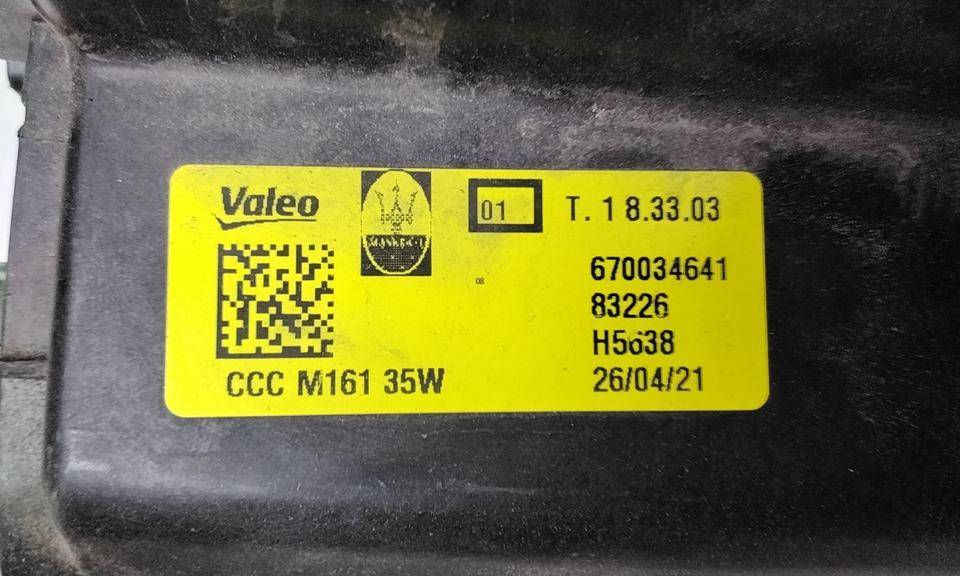 Valeo
01
T. 1 8.33.03
08
670034641
83226
H5638
CCC M161 35W
26/04/21